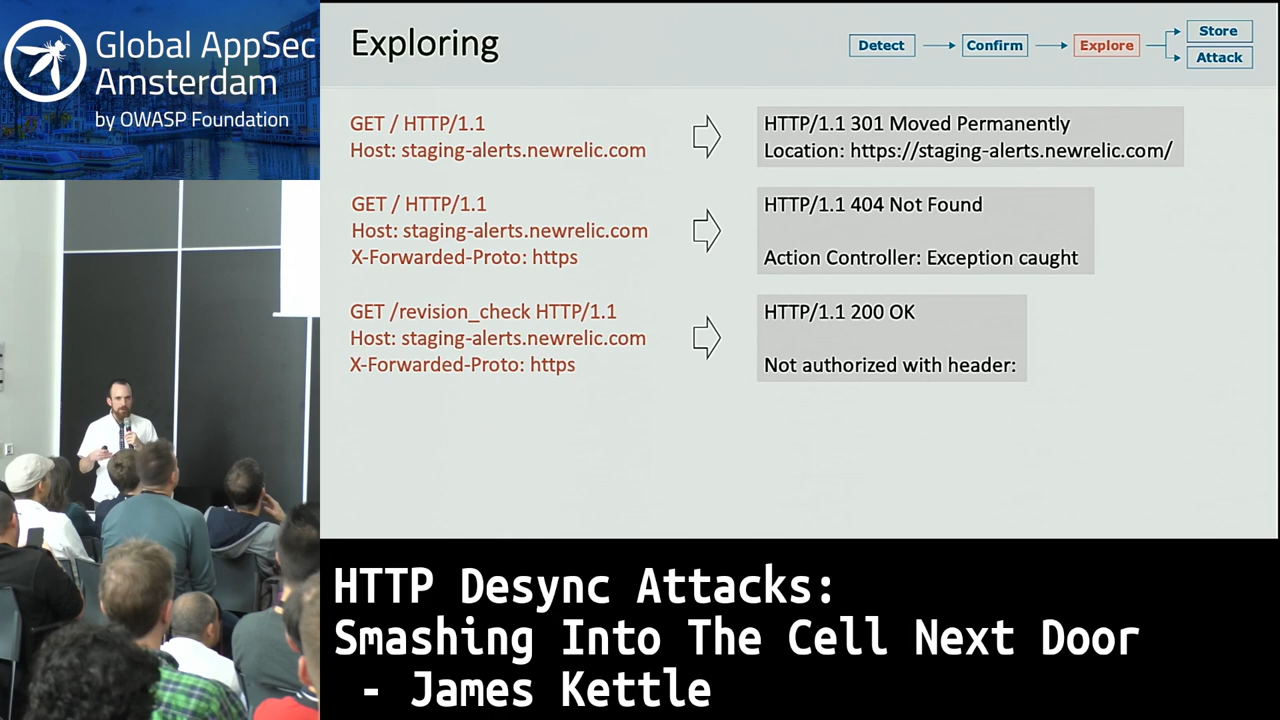 Global AppSec
Amsterdam
by OWASP Foundation
Exploring
Detect
Confirm
Explore
Store
Attack
GET / HTTP/1.1
Host: staging-alerts.newrelic.com
HTTP/1.1 301 Moved Permanently
Location: https://staging-alerts.newrelic.com/
GET / HTTP/1.1
Host: staging-alerts.newrelic.com
X-Forwarded-Proto: https
HTTP/1.1 404 Not Found
Action Controller: Exception caught
GET /revision_check HTTP/1.1
Host: staging-alerts.newrelic.com
X-Forwarded-Proto: https
HTTP/1.1 200 OK
Not authorized with header:
HTTP Desync Attacks:
Smashing Into The Cell Next Door
- James Kettle